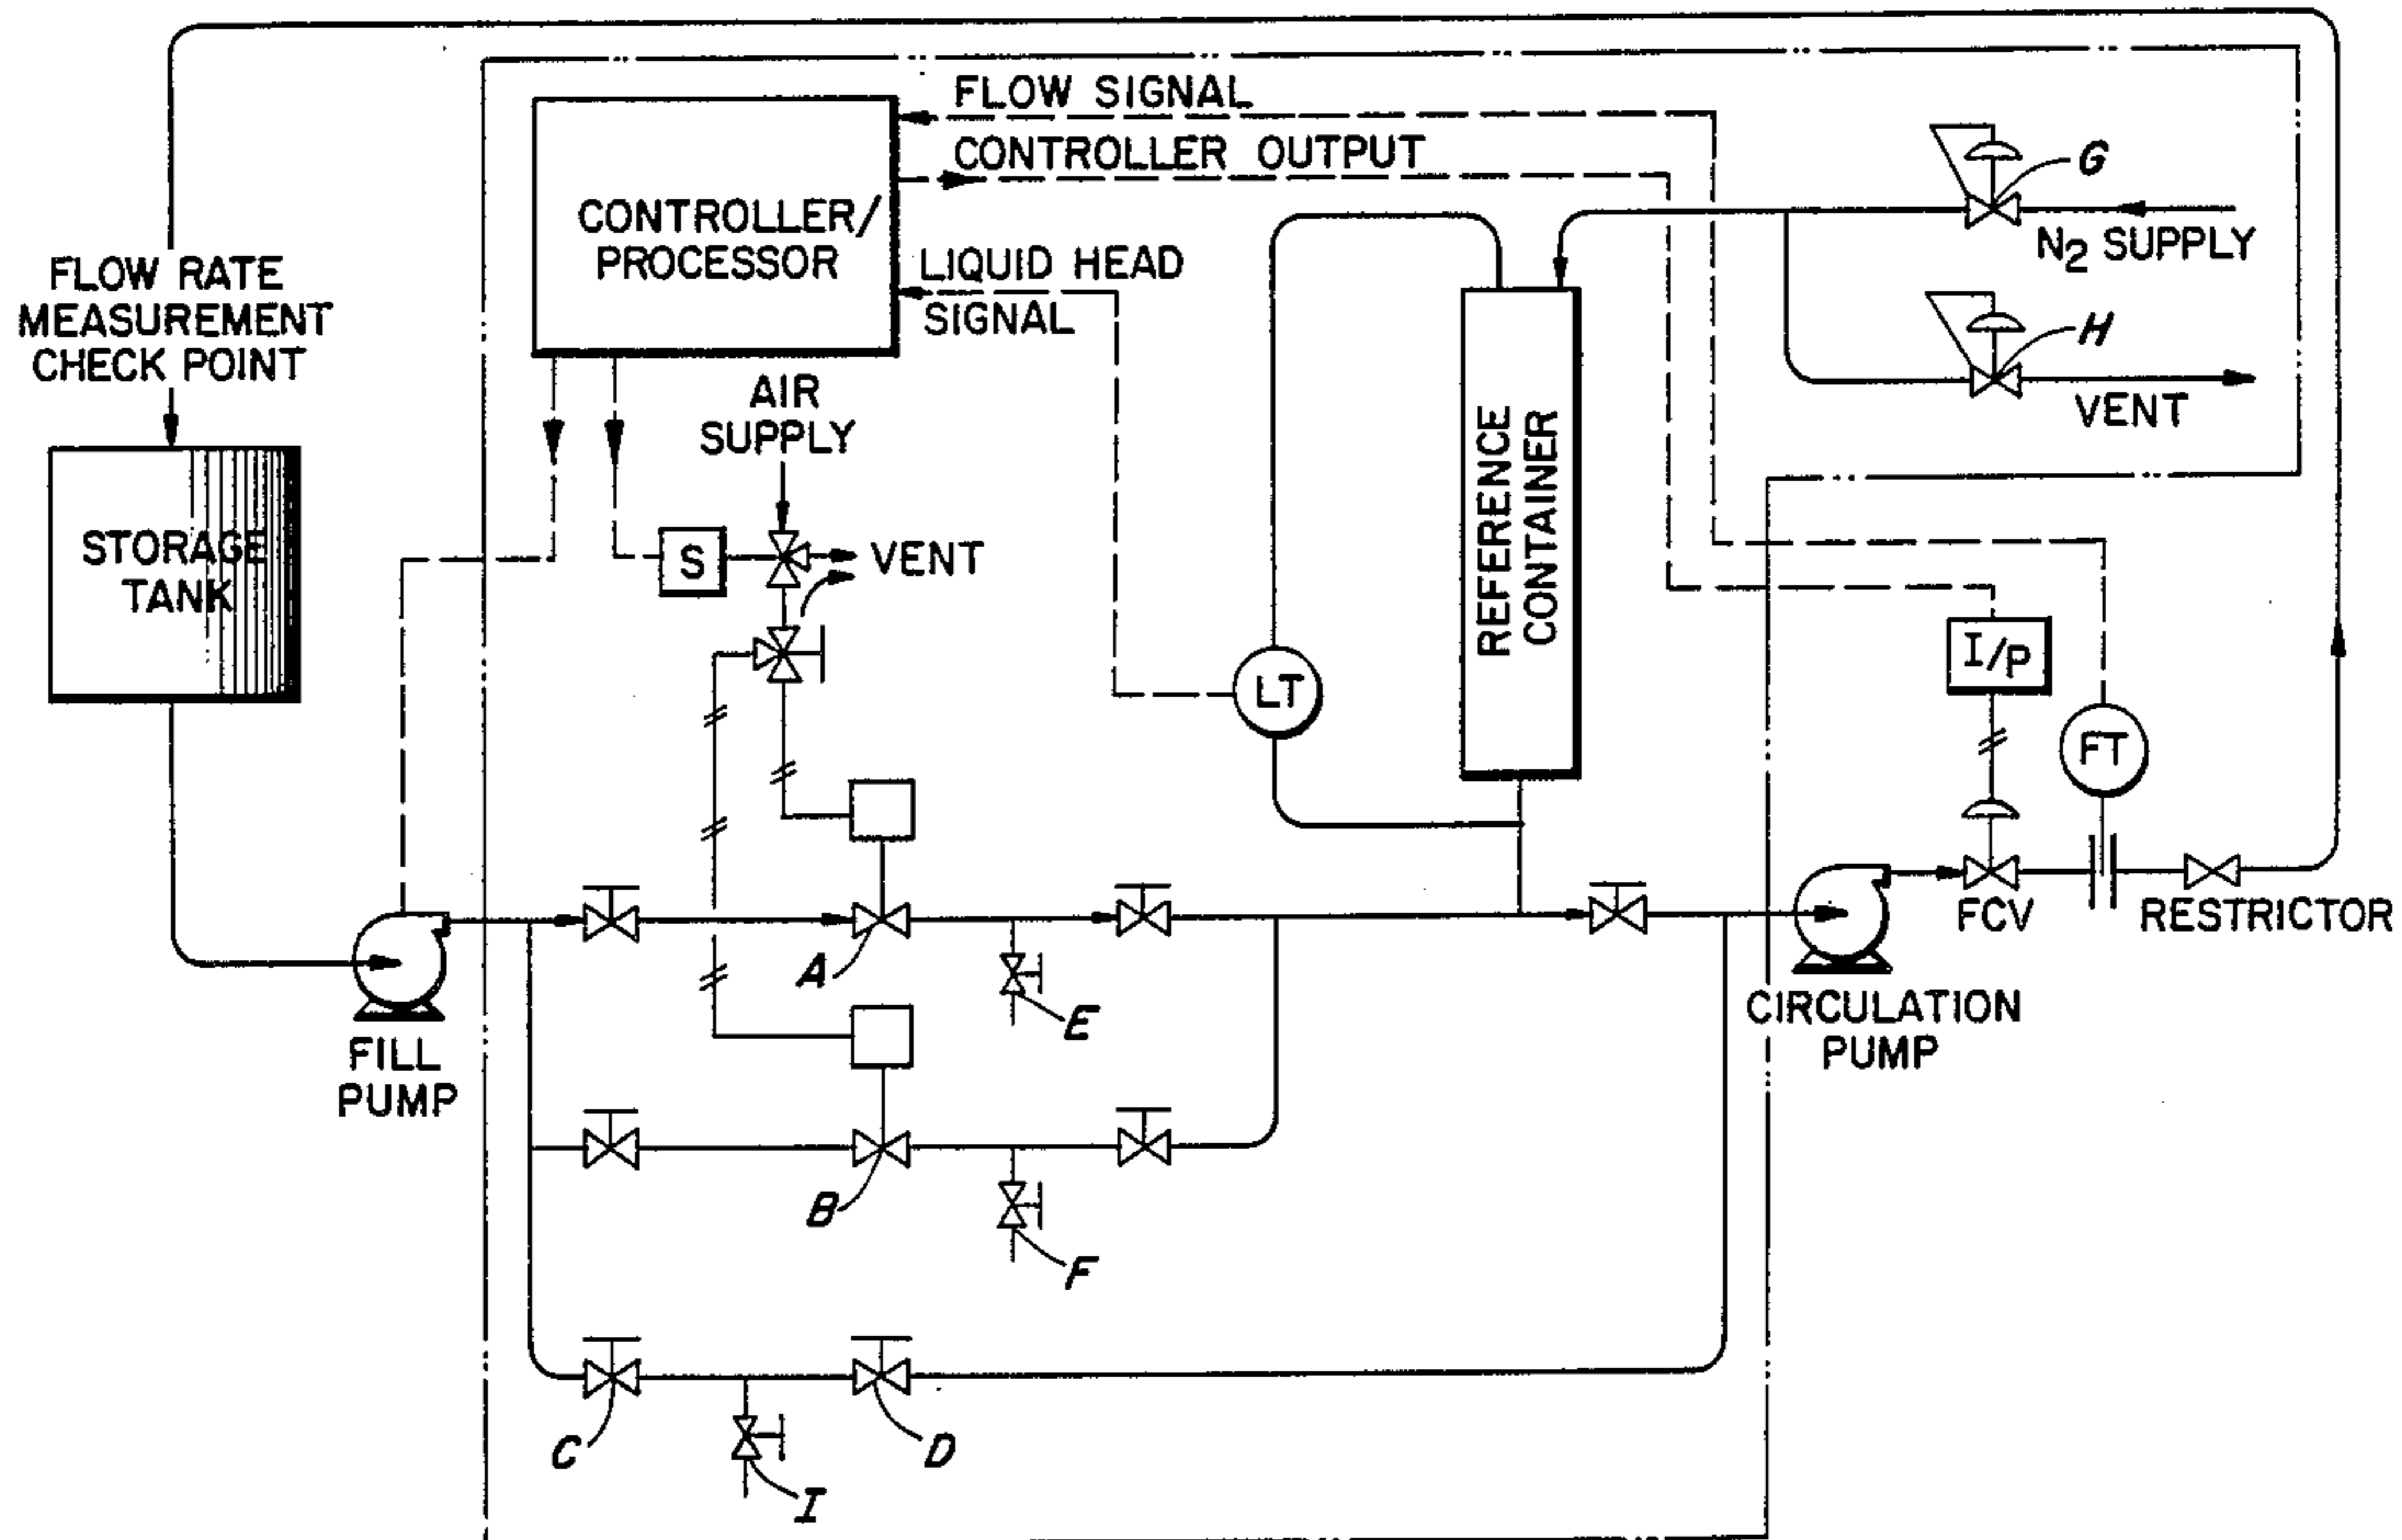 FLOW SIGNAL
CONTROLLER OUTPUT
CONTROLLER/
PROCESSOR
LIQUID HEAD
SIGNAL
G
N2 SUPPLY
H
VENT
FLOW RATE
MEASUREMENT
CHECK POINT
AIR
SUPPLY
REFERENCE
CONTAINER
STORAGE
TANK
S
VENT
I/P
LT
FT
A
E
FCV
RESTRICTOR
FILL
PUMP
CIRCULATION
PUMP
B
F
C
D
I